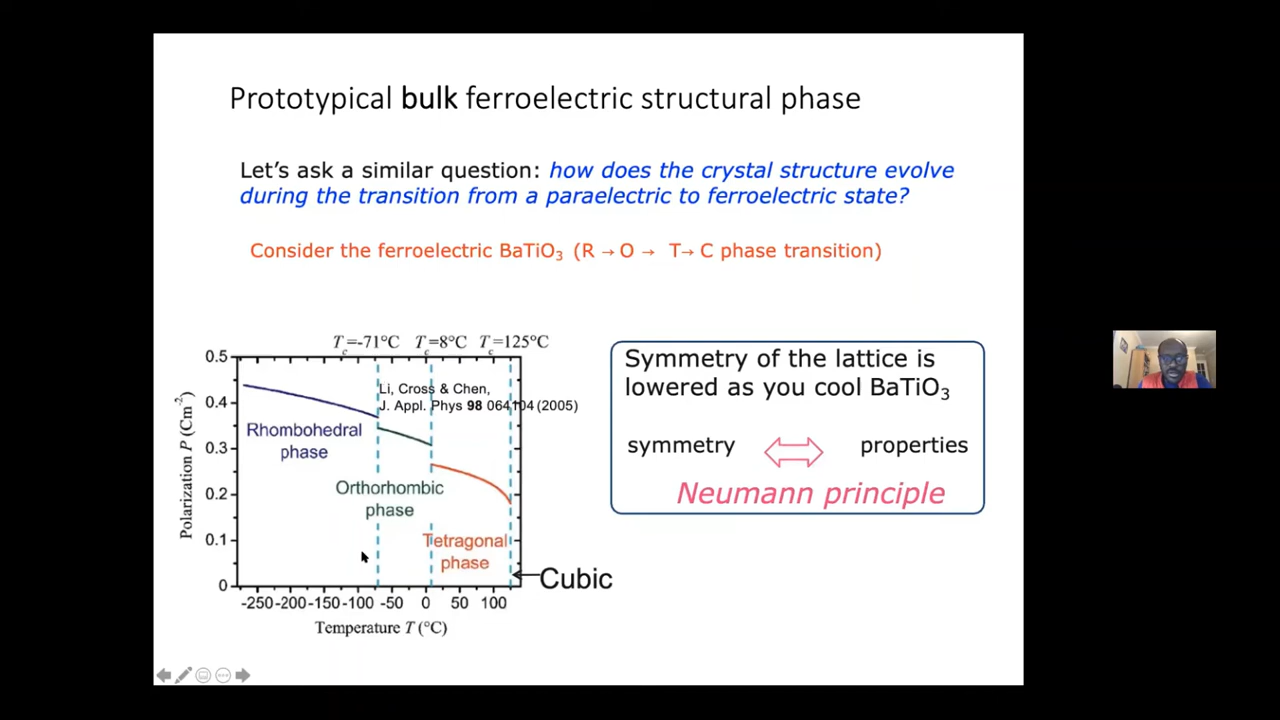 Prototypical bulk ferroelectric structural phase
Let's ask a similar question: how does the crystal structure evolve
during the transition from a paraelectric to ferroelectric state?
Consider the ferroelectric BaTiO₃ (R → O → T→ C phase transition)
T_c=-71°C T_c=8°C T_c=125°C
Li, Cross & Chen,
J. Appl. Phys 98 064104 (2005)
0.5
0.4
0.3
0.2
0.1
0
Polarization P (Cm⁻²)
Rhombohedral
phase
Orthorhombic
phase
Tetragonal
phase
Cubic
-250 -200 -150 -100 -50 0 50 100
Temperature T (°C)
Symmetry of the lattice is
lowered as you cool BaTiO₃
symmetry properties
Neumann principle